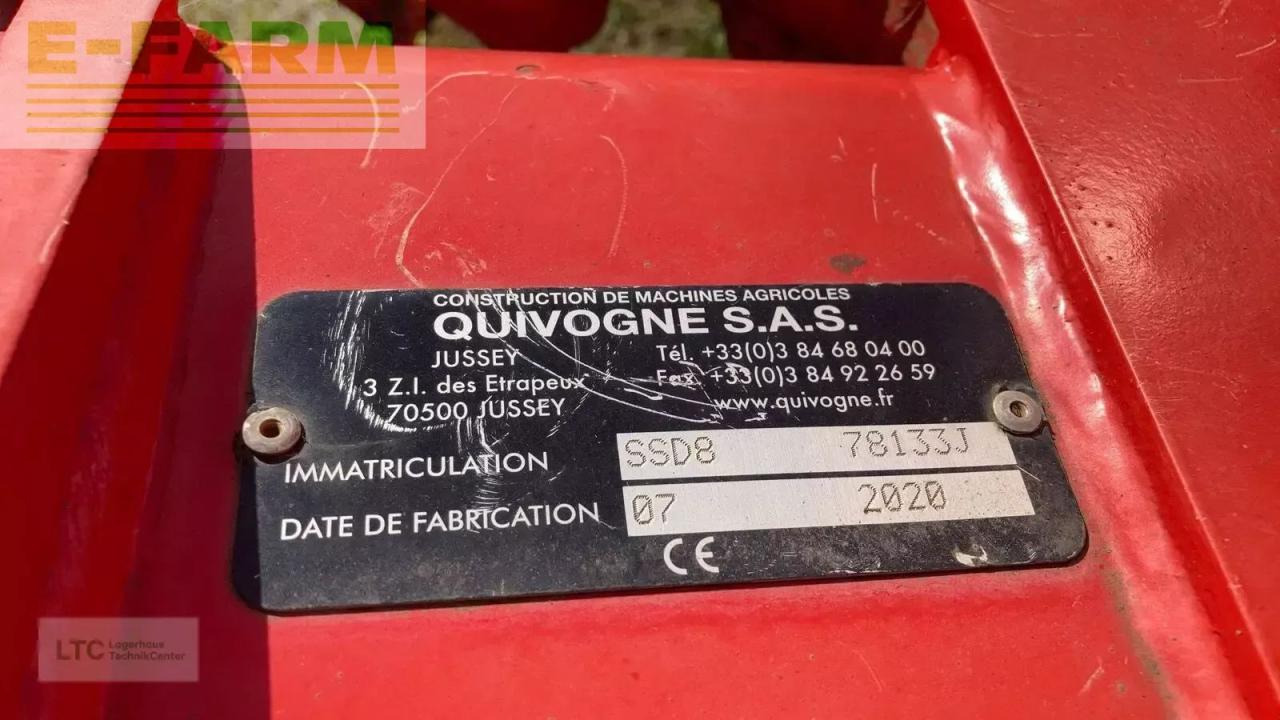 E-FARM
CONSTRUCTION DE MACHINES AGRICOLES
QUIVOGNE S.A.S.
JUSSEY
3 Z.I. des Etrapeux
70500 JUSSEY
Tél. +33(0)3 84 68 04 00
Fax +33(0)3 84 92 26 59
www.quivogne.fr
IMMATRICULATION SSD8 78133J
DATE DE FABRICATION 07 2020
CE
LTC Lagerhaus
TechnikCenter